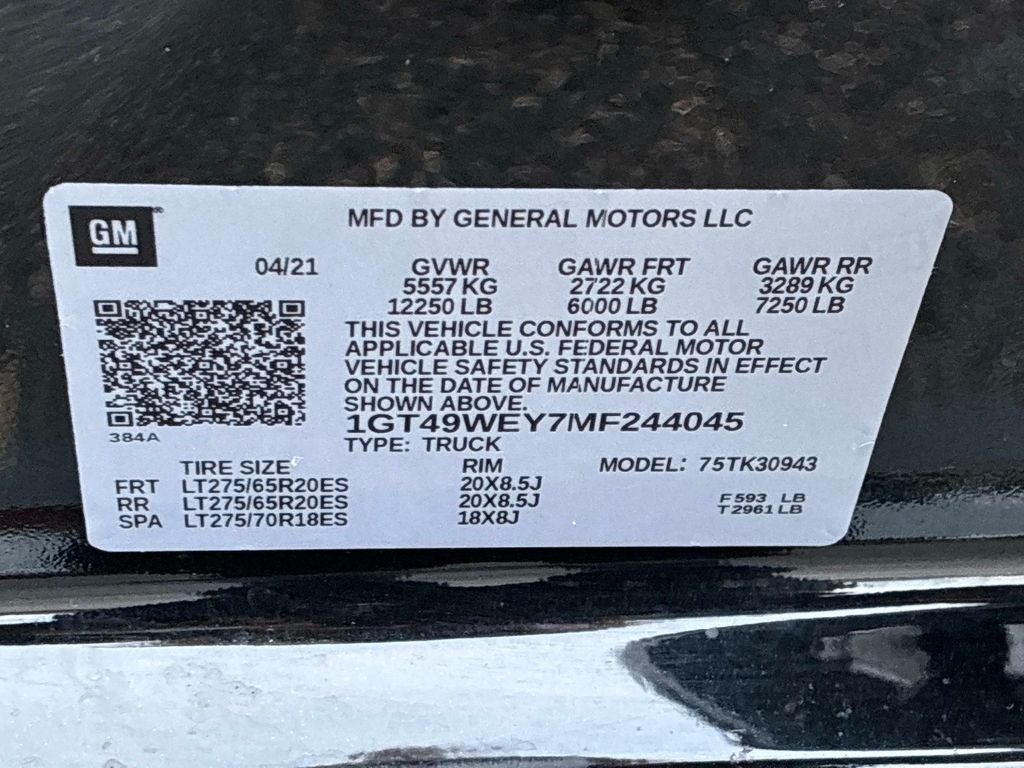 GM
MFD BY GENERAL MOTORS LLC
04/21 GVWR GAWR FRT GAWR RR
5557 KG 2722 KG 3289 KG
12250 LB 6000 LB 7250 LB
THIS VEHICLE CONFORMS TO ALL
APPLICABLE U.S. FEDERAL MOTOR
VEHICLE SAFETY STANDARDS IN EFFECT
ON THE DATE OF MANUFACTURE
SHOWN ABOVE.
1GT49WEY7MF244045
384A
TYPE: TRUCK
TIRE SIZE RIM MODEL: 75TK30943
FRT LT275/65R20ES 20X8.5J
RR LT275/65R20ES 20X8.5J F 593 LB
SPA LT275/70R18ES 18X8J T 2961 LB